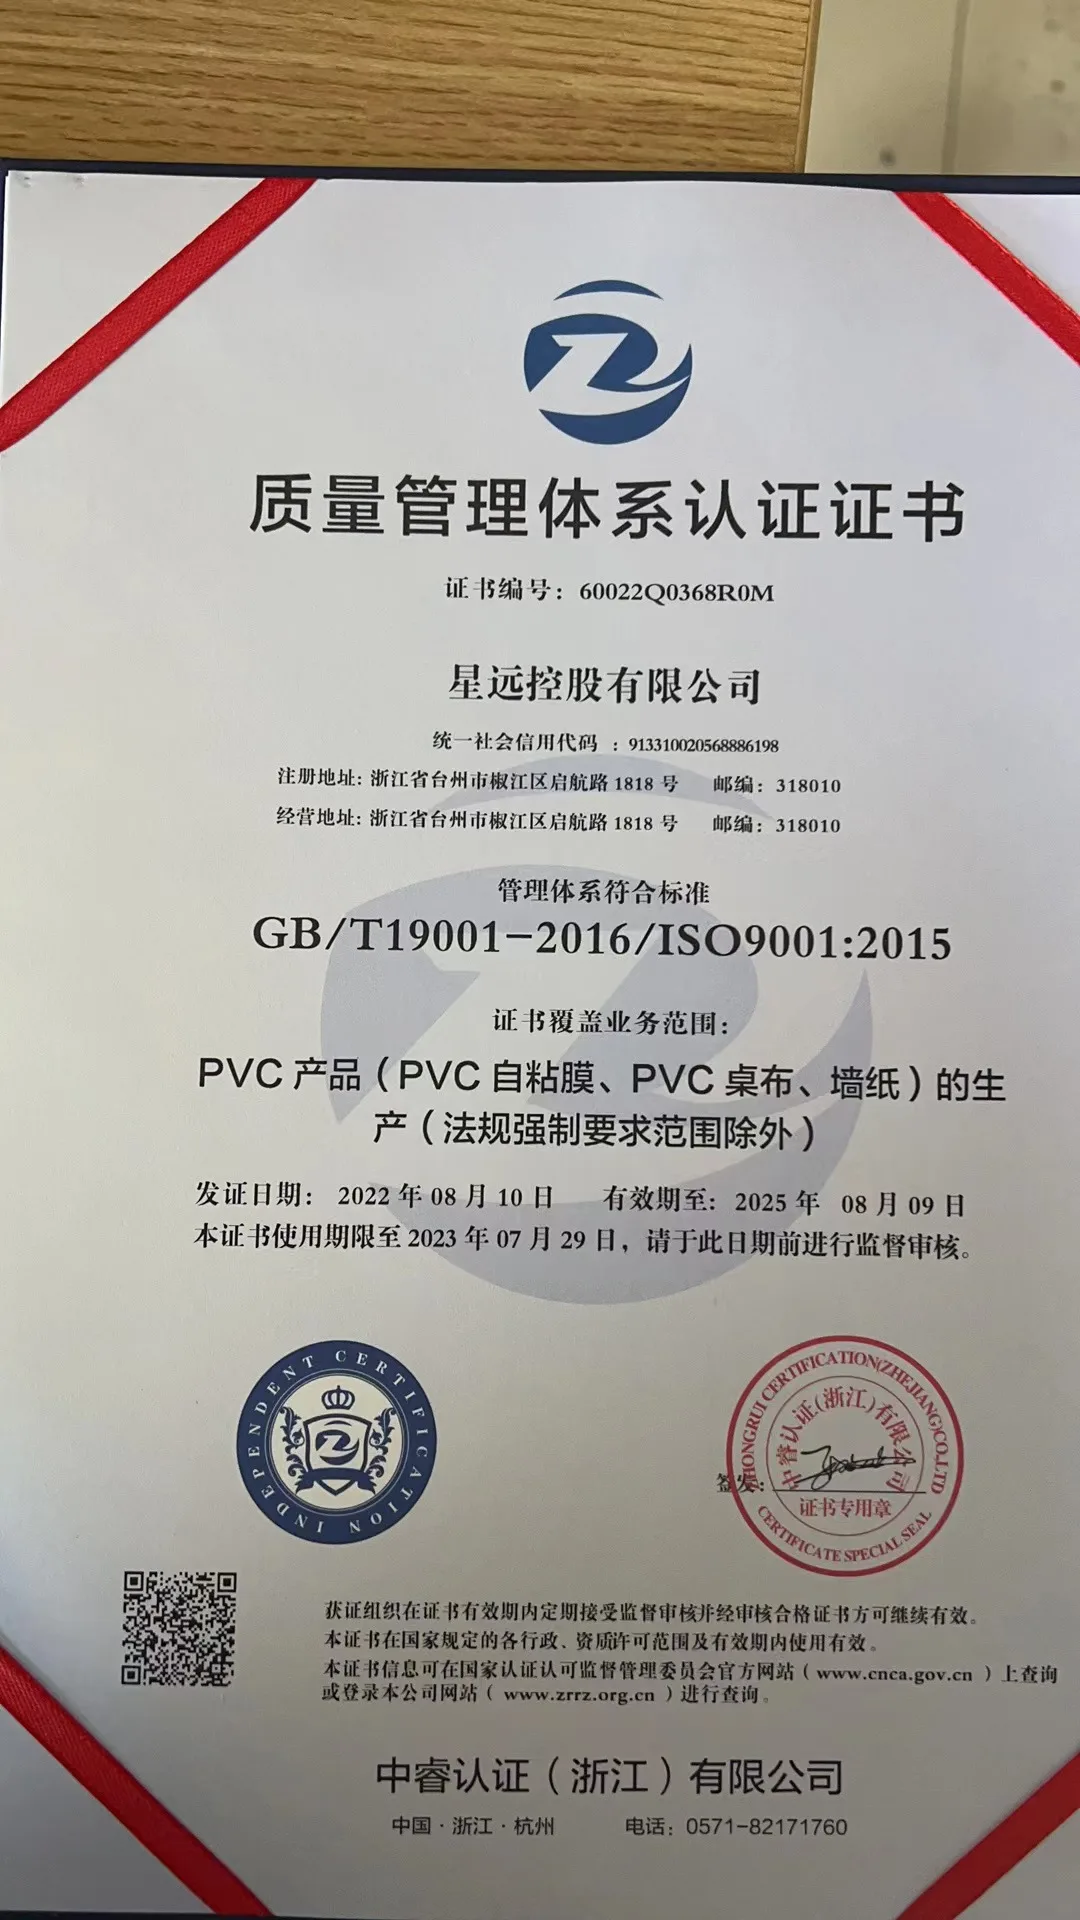 质量管理体系认证证书
证书编号：60022Q0368R0M
星远控股有限公司
统一社会信用代码 ：913310020568886198
注册地址: 浙江省台州市椒江区启航路 1818 号 邮编：318010
经营地址: 浙江省台州市椒江区启航路 1818 号 邮编：318010
管理体系符合标准
GB/T19001-2016/ISO9001:2015
证书覆盖业务范围：
PVC 产品（PVC 自粘膜、PVC 桌布、墙纸）的生
产（法规强制要求范围除外）
发证日期： 2022 年 08 月 10 日 有效期至: 2025 年 08 月 09 日
本证书使用期限至 2023 年 07 月 29 日，请于此日期前进行监督审核。
INDEPENDENT CERTIFICATION
ZHONGRUI CERTIFICATION(ZHEJIANG)CO.,LTD
中睿认证(浙江)有限公司
签发:
证书专用章
CERTIFICATE SPECIAL SEAL
获证组织在证书有效期内定期接受监督审核并经审核合格证书方可继续有效。
本证书在国家规定的各行政、资质许可范围及有效期内使用有效。
本证书信息可在国家认证认可监督管理委员会官方网站（www.cnca.gov.cn ）上查询
或登录本公司网站（ www.zrrz.org.cn ）进行查询。
中睿认证（浙江）有限公司
中国·浙江·杭州 电话：0571-82171760